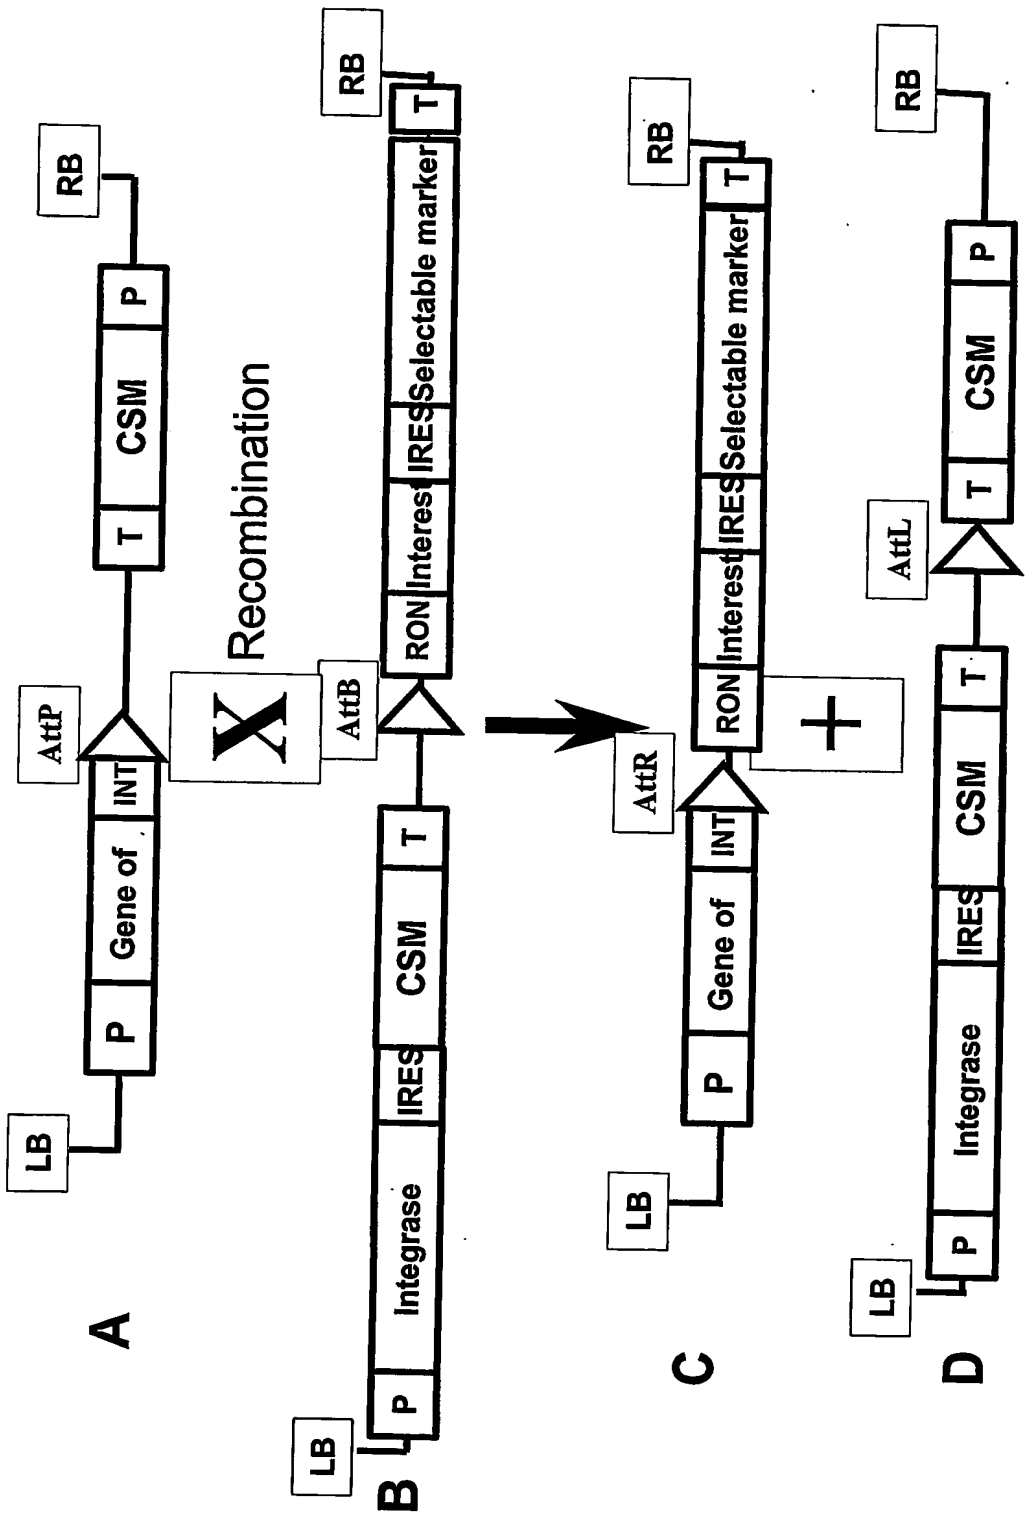 A
LB
P
Gene of
INT
AttP
T
CSM
P
RB
X
Recombination
B
LB
P
Integrase
IRES
CSM
T
AttB
RON
Interest
IRES
Selectable marker
T
RB
C
LB
P
Gene of
INT
AttR
RON
Interest
IRES
Selectable marker
T
RB
+
D
LB
P
Integrase
IRES
CSM
T
AttL
T
CSM
P
RB